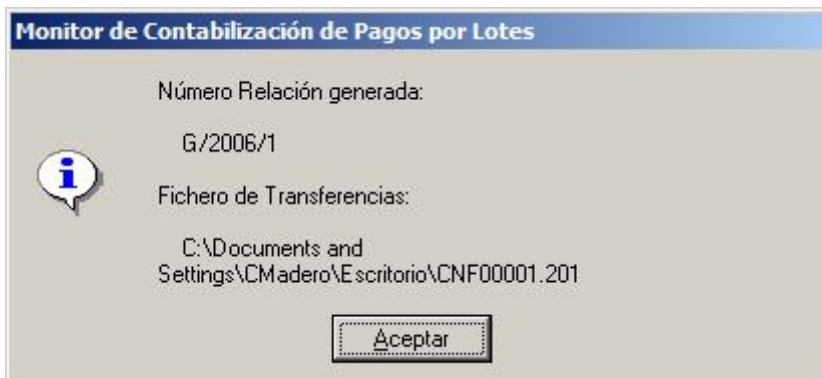 Monitor de Contabilización de Pagos por Lotes
Número Relación generada:
G/2006/1
Fichero de Transferencias:
C:\Documents and
Settings\CMadero\Escritorio\CNF00001.201
Aceptar